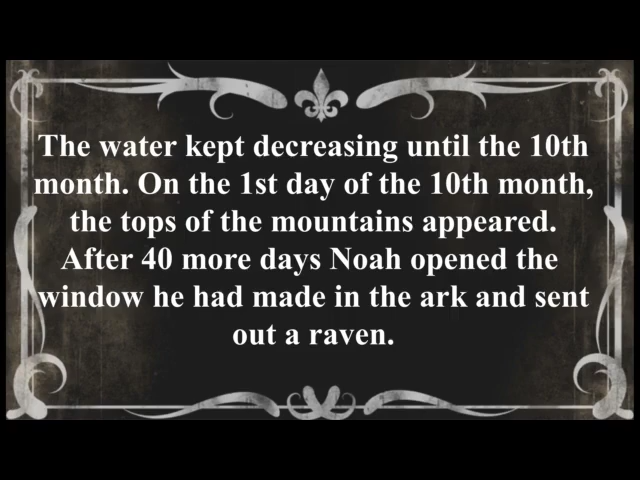 The water kept decreasing until the 10th
month. On the 1st day of the 10th month,
the tops of the mountains appeared.
After 40 more days Noah opened the
window he had made in the ark and sent
out a raven.